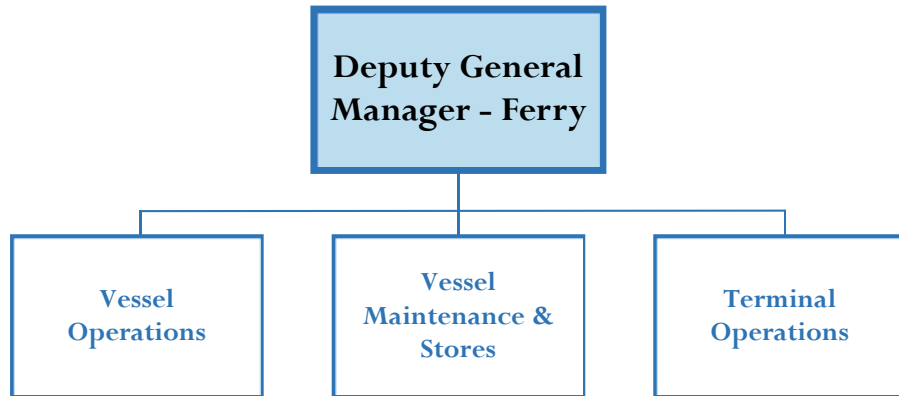 Deputy General
Manager - Ferry
Vessel
Operations
Vessel
Maintenance &
Stores
Terminal
Operations